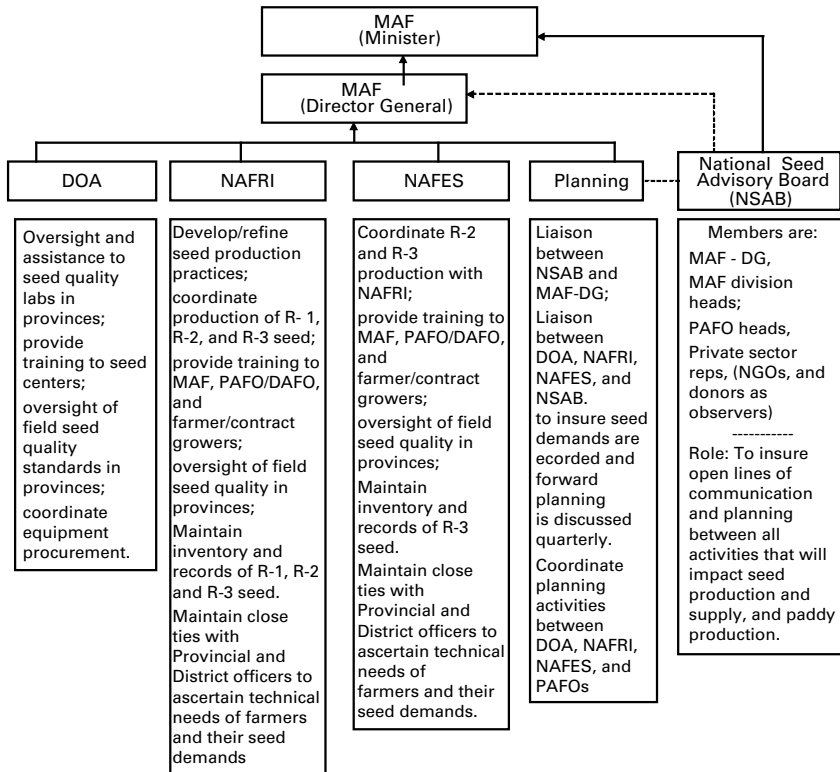 MAF
(Minister)
MAF
(Director General)
DOA
NAFRI
NAFES
Planning
National Seed
Advisory Board
(NSAB)
Oversight and
assistance to
seed quality
labs in
provinces;
provide
training to seed
centers;
oversight of
field seed
quality
standards in
provinces;
coordinate
equipment
procurement.
Develop/refine
seed production
practices;
coordinate
production of R- 1,
R-2, and R-3 seed;
provide training to
MAF, PAFO/DAFO,
and
farmer/contract
growers;
oversight of field
seed quality in
provinces;
Maintain
inventory and
records of R-1, R-2
and R-3 seed.
Maintain close
ties with
Provincial and
District officers to
ascertain technical
needs of farmers
and their seed
demands
Coordinate R-2
and R-3
production with
NAFRI;
provide training to
MAF, PAFO/DAFO,
and
farmer/contract
growers;
oversight of field
seed quality in
provinces;
Maintain
inventory and
records of R-3
seed.
Maintain close
ties with
Provincial and
District officers to
ascertain technical
needs of
farmers and their
seed demands.
Liaison
between
NSAB and
MAF-DG;
Liaison
between
DOA, NAFRI,
NAFES, and
NSAB.
to insure seed
demands are
ecorded and
forward
planning
is discussed
quarterly.
Coordinate
planning
activities
between
DOA, NAFRI,
NAFES, and
PAFOs
Members are:
MAF - DG,
MAF division
heads;
PAFO heads,
Private sector
reps, (NGOs, and
donors as
observers)
-----------
Role: To insure
open lines of
communication
and planning
between all
activities that will
impact seed
production and
supply, and paddy
production.